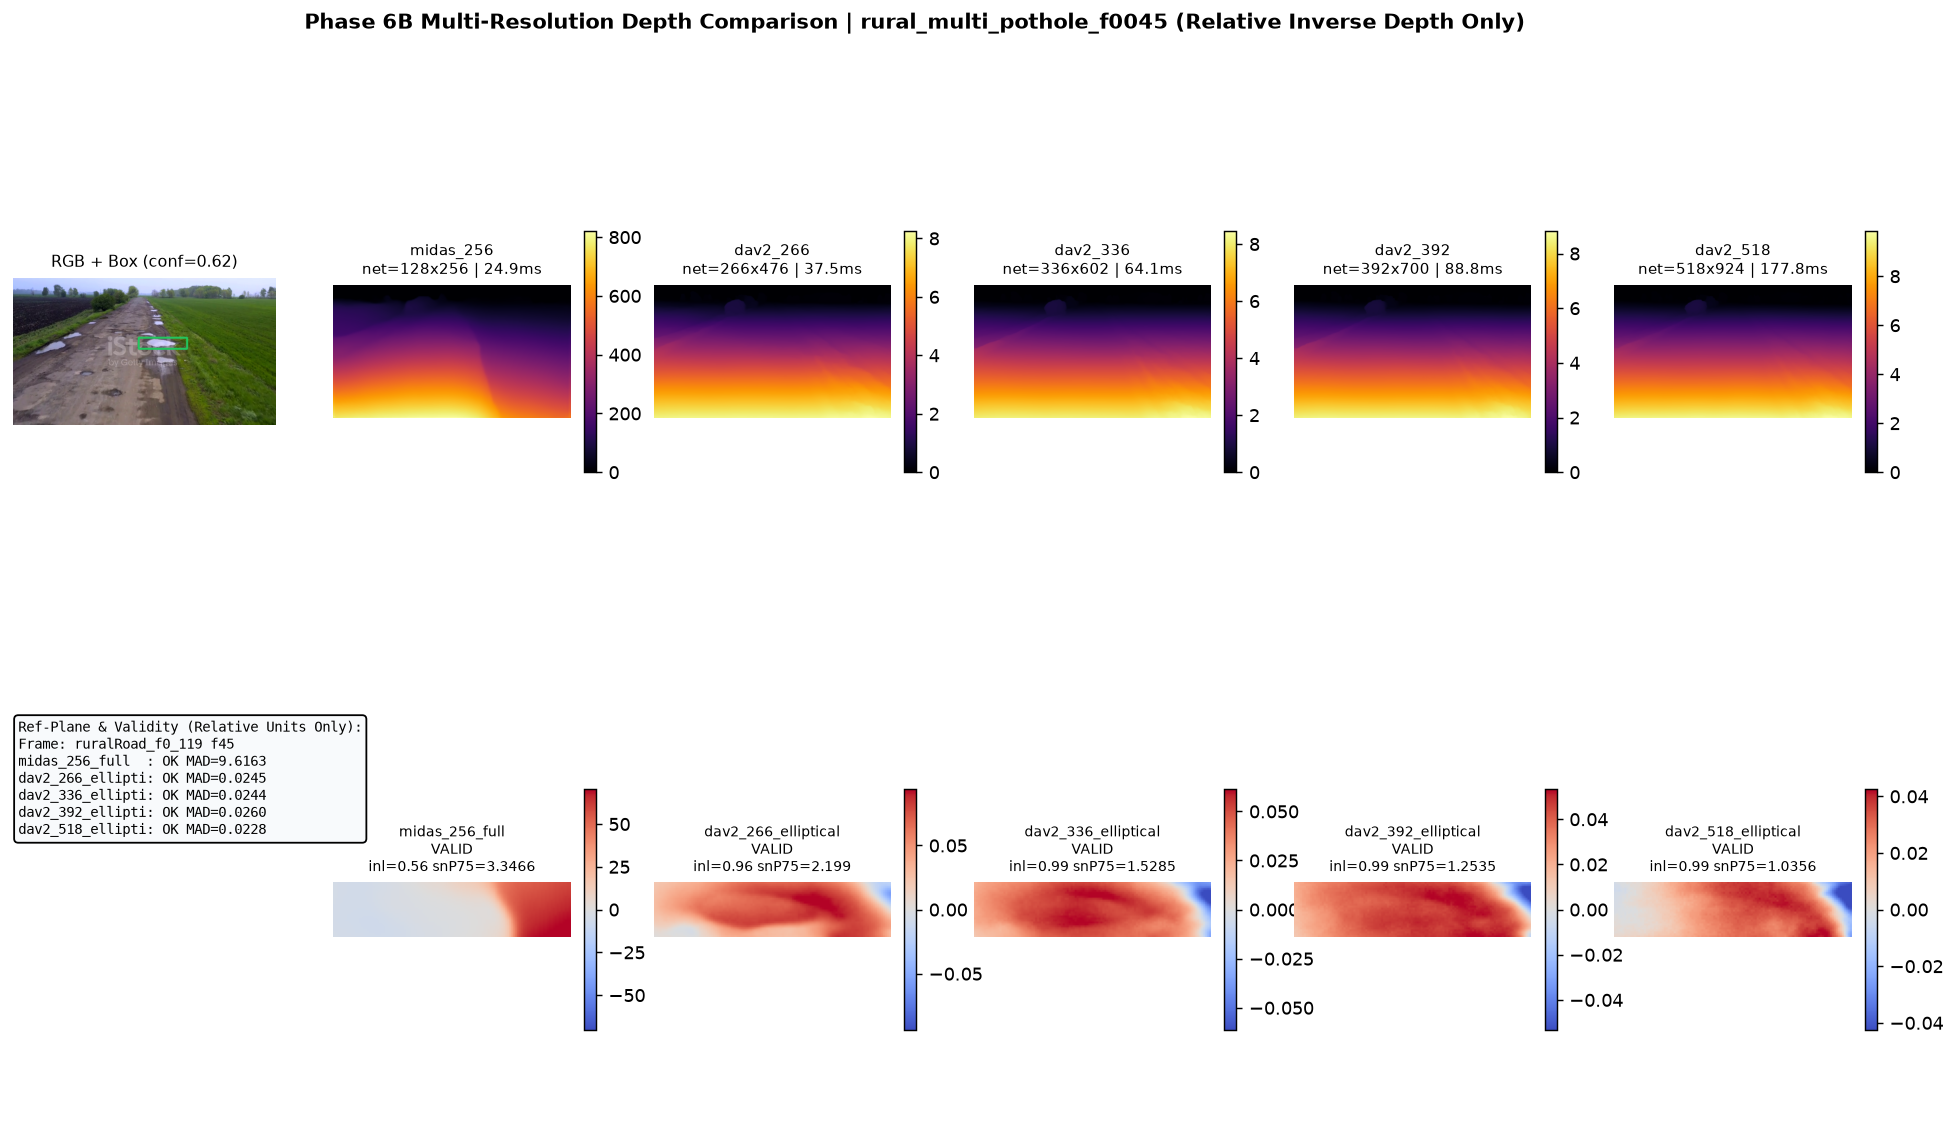 Phase 6B Multi-Resolution Depth Comparison | rural_multi_pothole_f0045 (Relative Inverse Depth Only)
RGB + Box (conf=0.62)
iSto
by Getty
midas_256
net=128x256 | 24.9ms
800
600
400
200
0
dav2_266
net=266x476 | 37.5ms
8
6
4
2
0
dav2_336
net=336x602 | 64.1ms
8
6
4
2
0
dav2_392
net=392x700 | 88.8ms
8
6
4
2
0
dav2_518
net=518x924 | 177.8ms
8
6
4
2
0
Ref-Plane & Validity (Relative Units Only):
Frame: ruralRoad_f0_119 f45
midas_256_full  : OK MAD=9.6163
dav2_266_ellipti: OK MAD=0.0245
dav2_336_ellipti: OK MAD=0.0244
dav2_392_ellipti: OK MAD=0.0260
dav2_518_ellipti: OK MAD=0.0228
midas_256_full
VALID
inl=0.56 snP75=3.3466
50
25
0
−25
−50
dav2_266_elliptical
VALID
inl=0.96 snP75=2.199
0.05
0.00
−0.05
dav2_336_elliptical
VALID
inl=0.99 snP75=1.5285
0.050
0.025
0.000
−0.025
−0.050
dav2_392_elliptical
VALID
inl=0.99 snP75=1.2535
0.04
0.02
0.00
−0.02
−0.04
dav2_518_elliptical
VALID
inl=0.99 snP75=1.0356
0.04
0.02
0.00
−0.02
−0.04